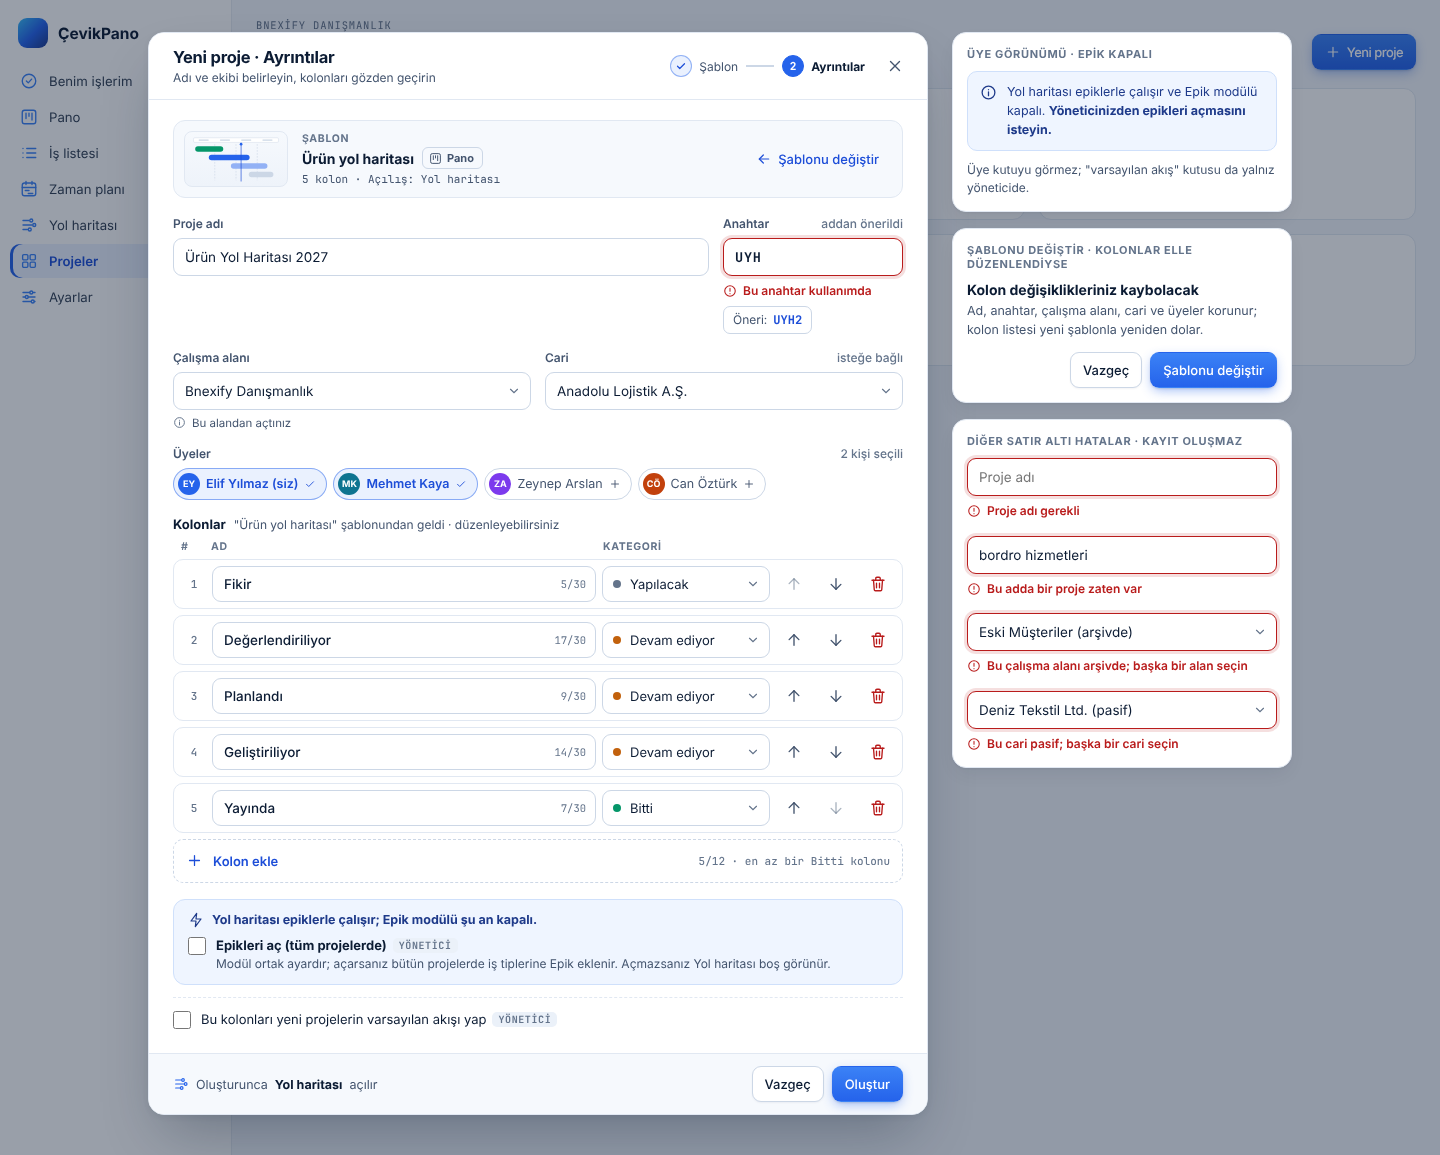 ÇevikPano
Benim işlerim
Pano
İş listesi
Zaman planı
Yol haritası
Projeler
Ayarlar
BNEXİFY DANIŞMANLIK
Yeni proje
Yeni proje · Ayrıntılar
Adı ve ekibi belirleyin, kolonları gözden geçirin
Şablon
2 Ayrıntılar
ŞABLON
Ürün yol haritası Pano
5 kolon · Açılış: Yol haritası
Şablonu değiştir
Proje adı
Anahtar addan önerildi
Ürün Yol Haritası 2027
UYH
Bu anahtar kullanımda
Öneri: UYH2
Çalışma alanı
Cari isteğe bağlı
Bnexify Danışmanlık
Anadolu Lojistik A.Ş.
Bu alandan açtınız
Üyeler 2 kişi seçili
EY Elif Yılmaz (siz)
MK Mehmet Kaya
ZA Zeynep Arslan
CÖ Can Öztürk
Kolonlar "Ürün yol haritası" şablonundan geldi · düzenleyebilirsiniz
# AD KATEGORİ
1 Fikir 5/30 Yapılacak
2 Değerlendiriliyor 17/30 Devam ediyor
3 Planlandı 9/30 Devam ediyor
4 Geliştiriliyor 14/30 Devam ediyor
5 Yayında 7/30 Bitti
Kolon ekle 5/12 · en az bir Bitti kolonu
Yol haritası epiklerle çalışır; Epik modülü şu an kapalı.
Epikleri aç (tüm projelerde) YÖNETİCİ
Modül ortak ayardır; açarsanız bütün projelerde iş tiplerine Epik eklenir. Açmazsanız Yol haritası boş görünür.
Bu kolonları yeni projelerin varsayılan akışı yap YÖNETİCİ
Oluşturunca Yol haritası açılır
Vazgeç
Oluştur
ÜYE GÖRÜNÜMÜ · EPİK KAPALI
Yol haritası epiklerle çalışır ve Epik modülü
kapalı. Yöneticinizden epikleri açmasını
isteyin.
Üye kutuyu görmez; "varsayılan akış" kutusu da yalnız
yöneticide.
ŞABLONU DEĞİŞTİR · KOLONLAR ELLE
DÜZENLENDİYSE
Kolon değişiklikleriniz kaybolacak
Ad, anahtar, çalışma alanı, cari ve üyeler korunur;
kolon listesi yeni şablonla yeniden dolar.
Vazgeç
Şablonu değiştir
DİĞER SATIR ALTI HATALAR · KAYIT OLUŞMAZ
Proje adı
Proje adı gerekli
bordro hizmetleri
Bu adda bir proje zaten var
Eski Müşteriler (arşivde)
Bu çalışma alanı arşivde; başka bir alan seçin
Deniz Tekstil Ltd. (pasif)
Bu cari pasif; başka bir cari seçin